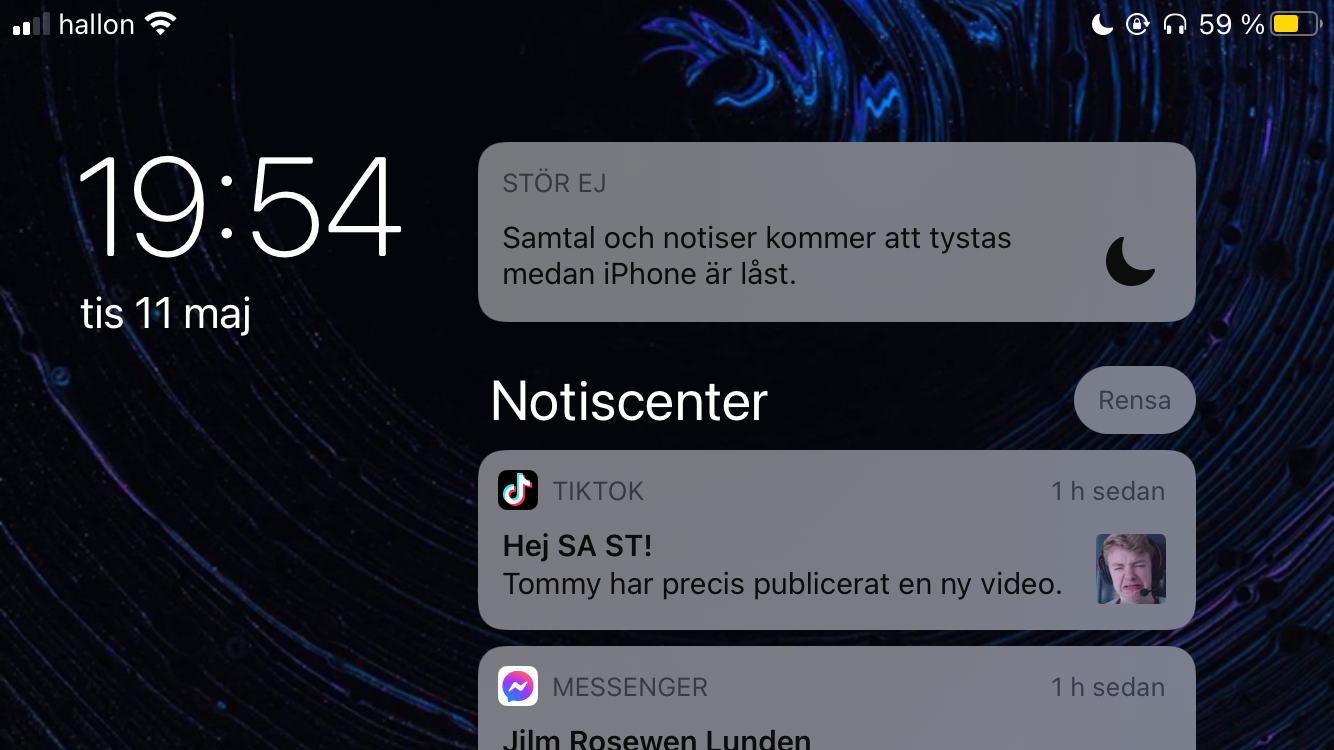 hallon
59 %
19:54
tis 11 maj
STÖR EJ
Samtal och notiser kommer att tystas
medan iPhone är låst.
Notiscenter
Rensa
TIKTOK
1 h sedan
Hej SA ST!
Tommy har precis publicerat en ny video.
MESSENGER
1 h sedan
Jilm Rosewen Lunden